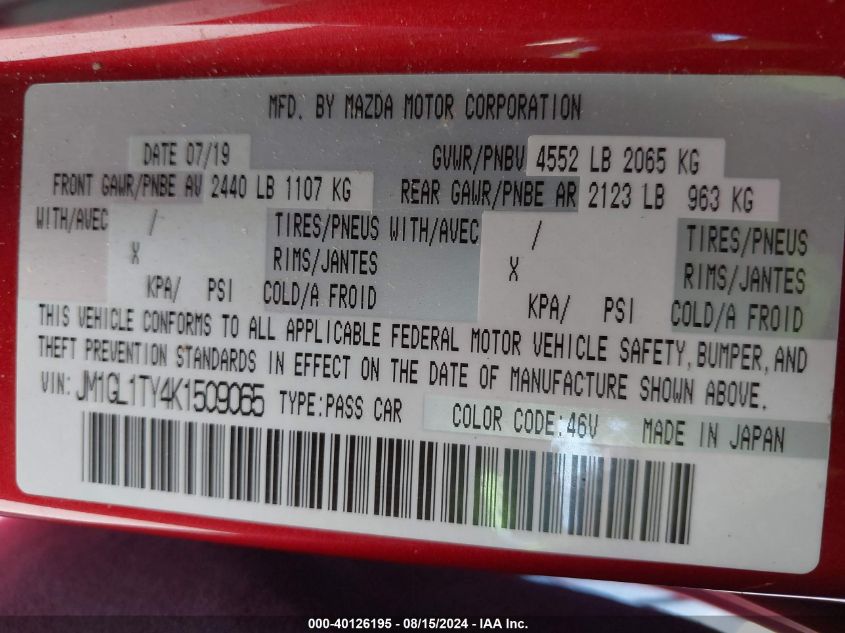 MFD. BY MAZDA MOTOR CORPORATION
DATE 07/19 GVWR/PNBV 4552 LB 2065 KG
FRONT GAWR/PNBE AV 2440 LB 1107 KG REAR GAWR/PNBE AR 2123 LB 963 KG
WITH/AVEC / TIRES/PNEUS WITH/AVEC / TIRES/PNEUS
X RIMS/JANTES X RIMS/JANTES
KPA/ PSI COLD/A FROID KPA/ PSI COLD/A FROID
THIS VEHICLE CONFORMS TO ALL APPLICABLE FEDERAL MOTOR VEHICLE SAFETY, BUMPER, AND
THEFT PREVENTION STANDARDS IN EFFECT ON THE DATE OF MANUFACTURE SHOWN ABOVE.
VIN: JM1GL1TY4K1509065 TYPE:PASS CAR COLOR CODE:46V MADE IN JAPAN
000-40126195 - 08/15/2024 - IAA Inc.